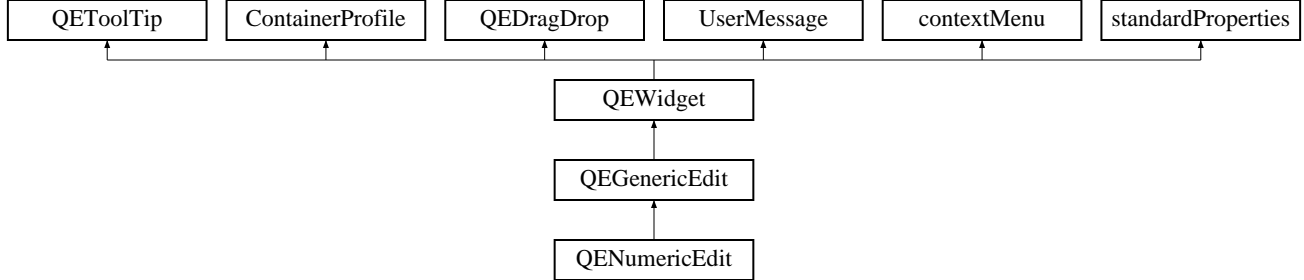 QEToolTip ContainerProfile QEDragDrop UserMessage contextMenu standardProperties
QEWidget
QEGenericEdit
QENumericEdit